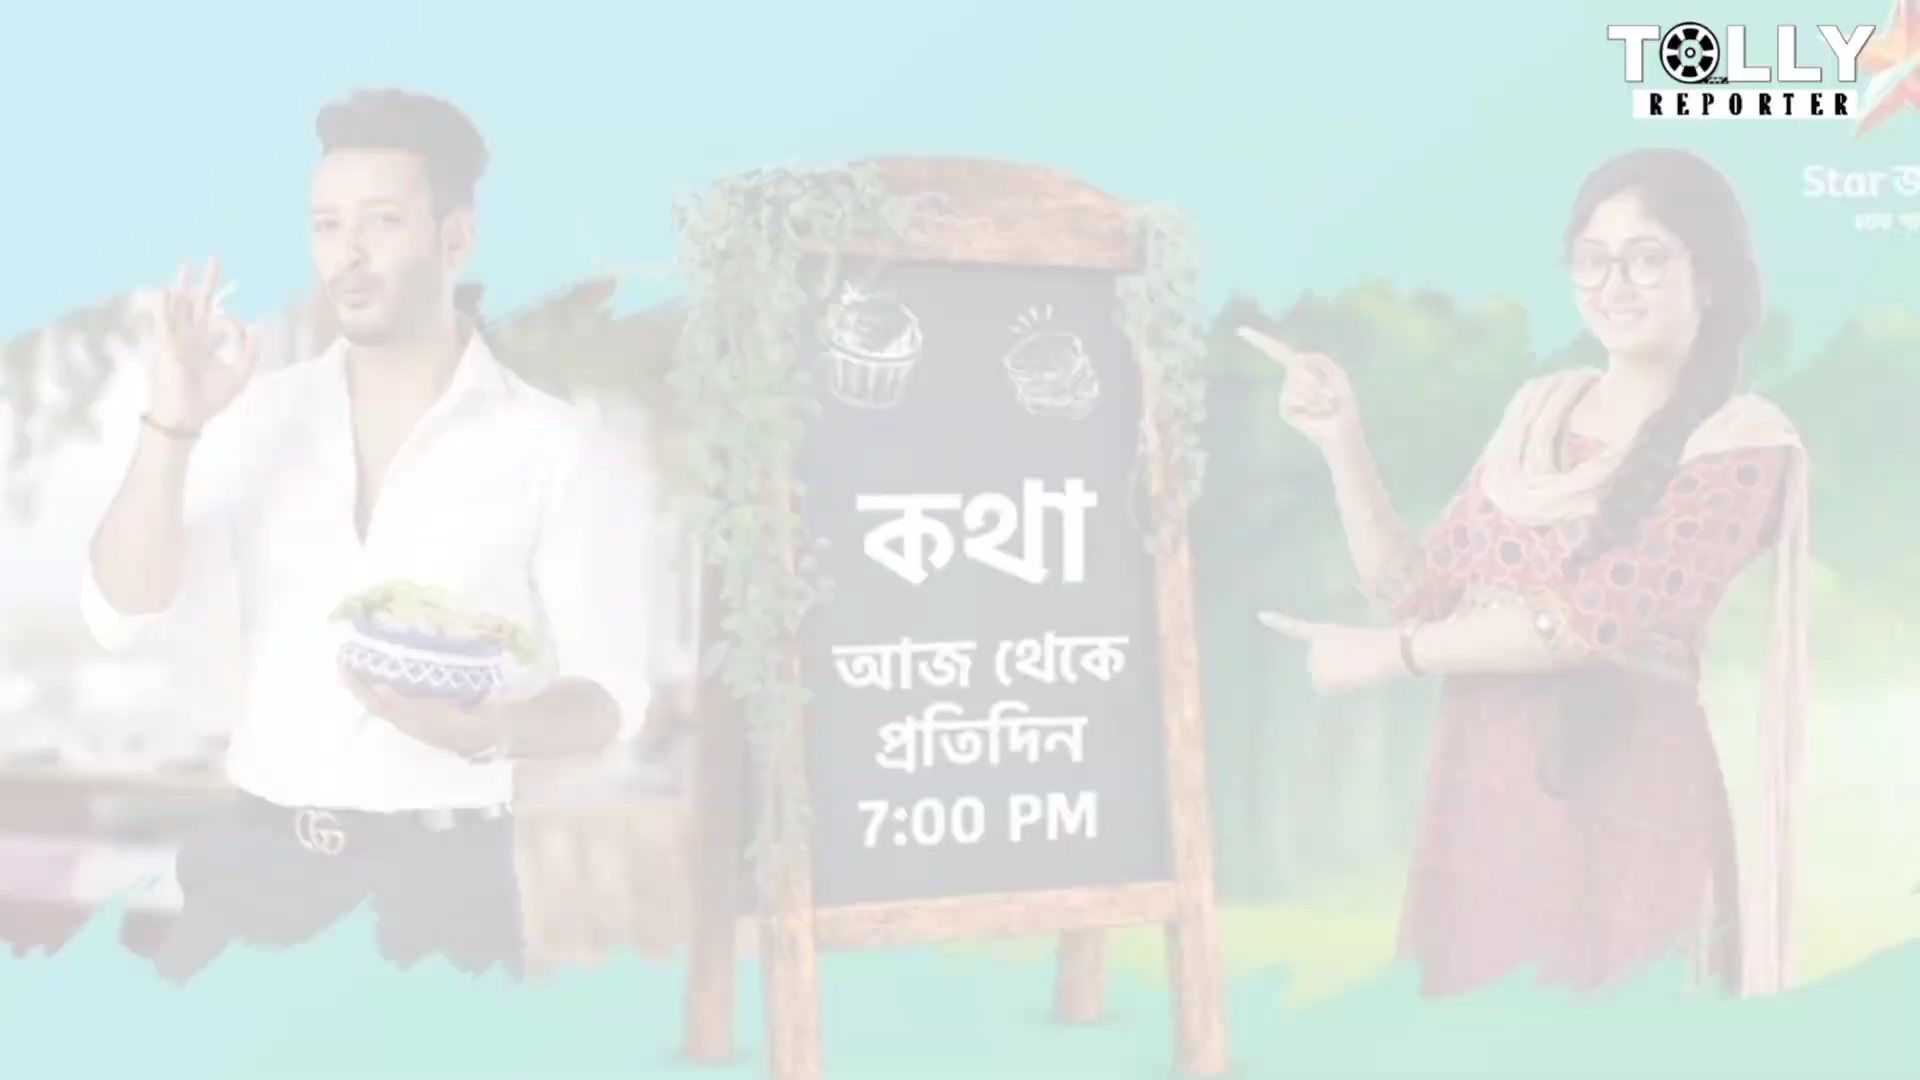 TOLLY
REPORTER
Star
কথা
আজ থেকে
প্রতিদিন
7:00 PM